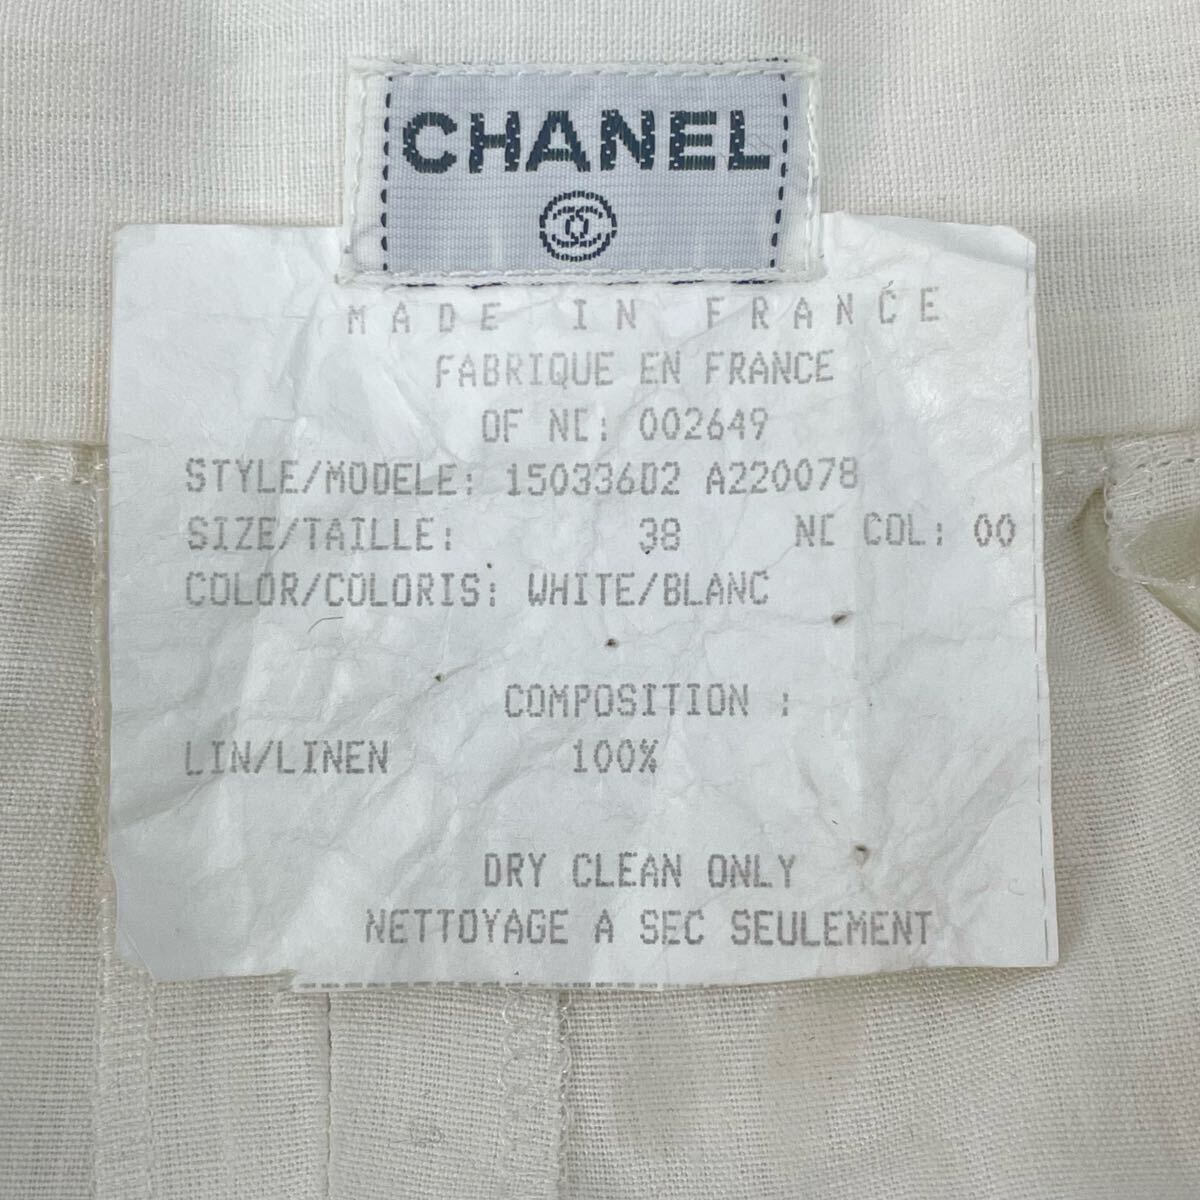 CHANEL
MADE IN FRANCE
FABRIQUE EN FRANCE
OF NC: 002649
STYLE/MODELE: 150336D2 A220078
SIZE/TAILLE: 38 NC COL: 00
COLOR/COLORIS: WHITE/BLANC
COMPOSITION :
LIN/LINEN 100%
DRY CLEAN ONLY
NETTOYAGE A SEC SEULEMENT